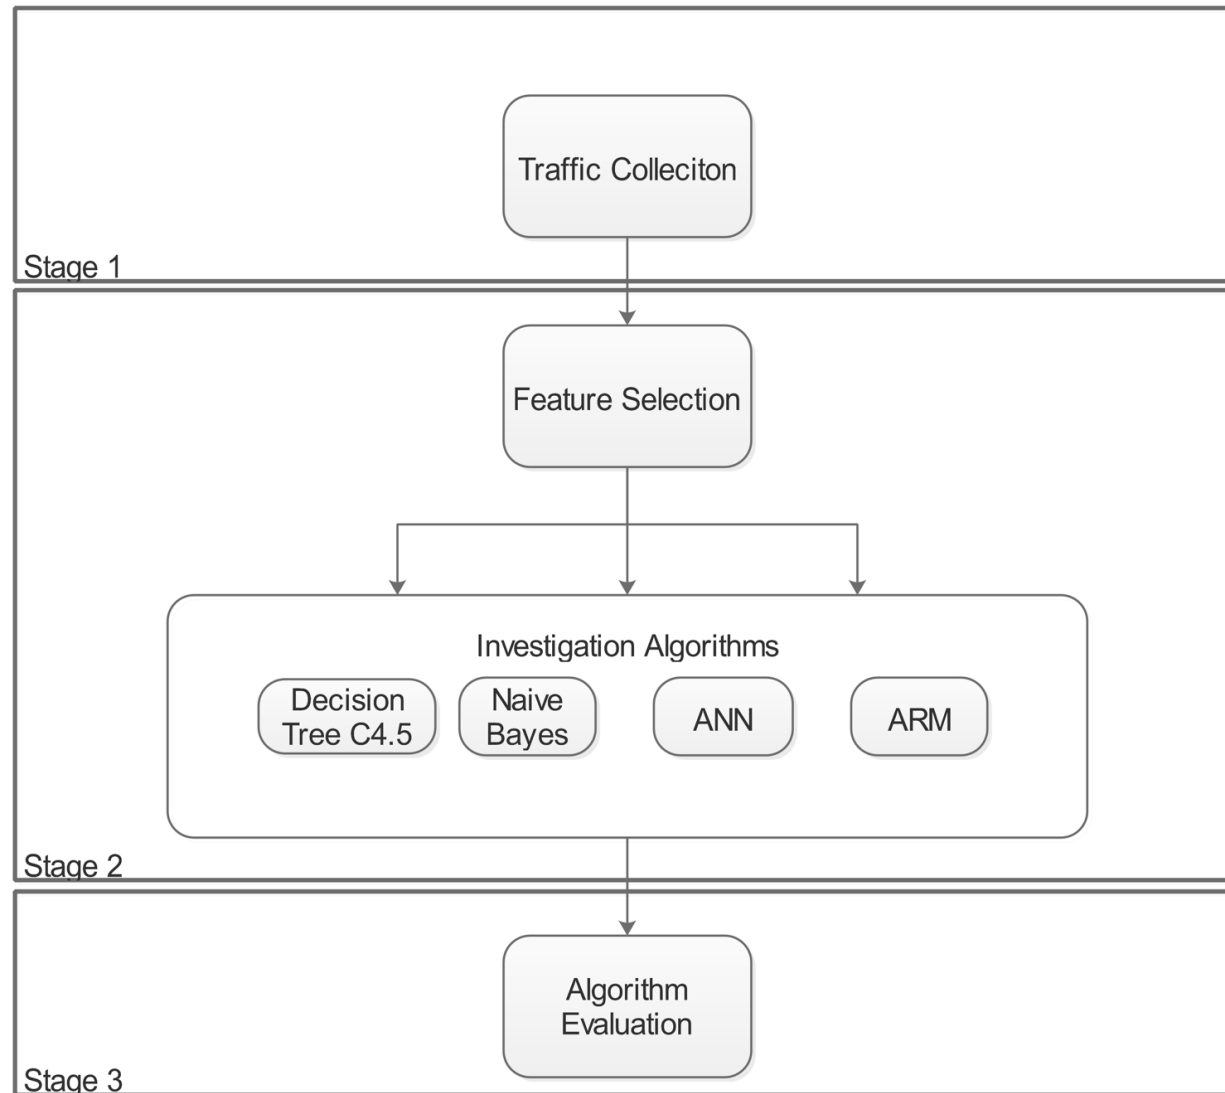 Traffic Colleciton
Stage 1
Feature Selection
Investigation Algorithms
Decision
Tree C4.5
Naive
Bayes
ANN
ARM
Stage 2
Algorithm
Evaluation
Stage 3